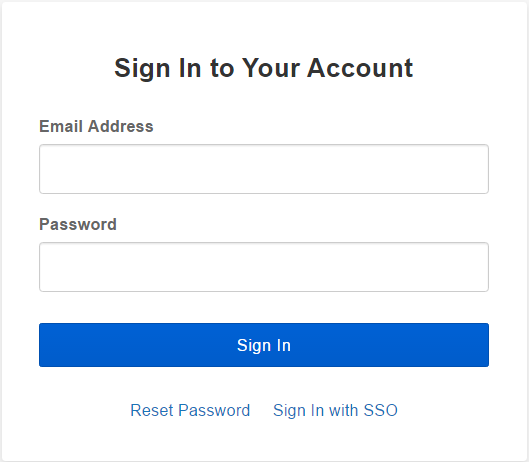 Sign In to Your Account
Email Address
Password
Sign In
Reset Password Sign In with SSO